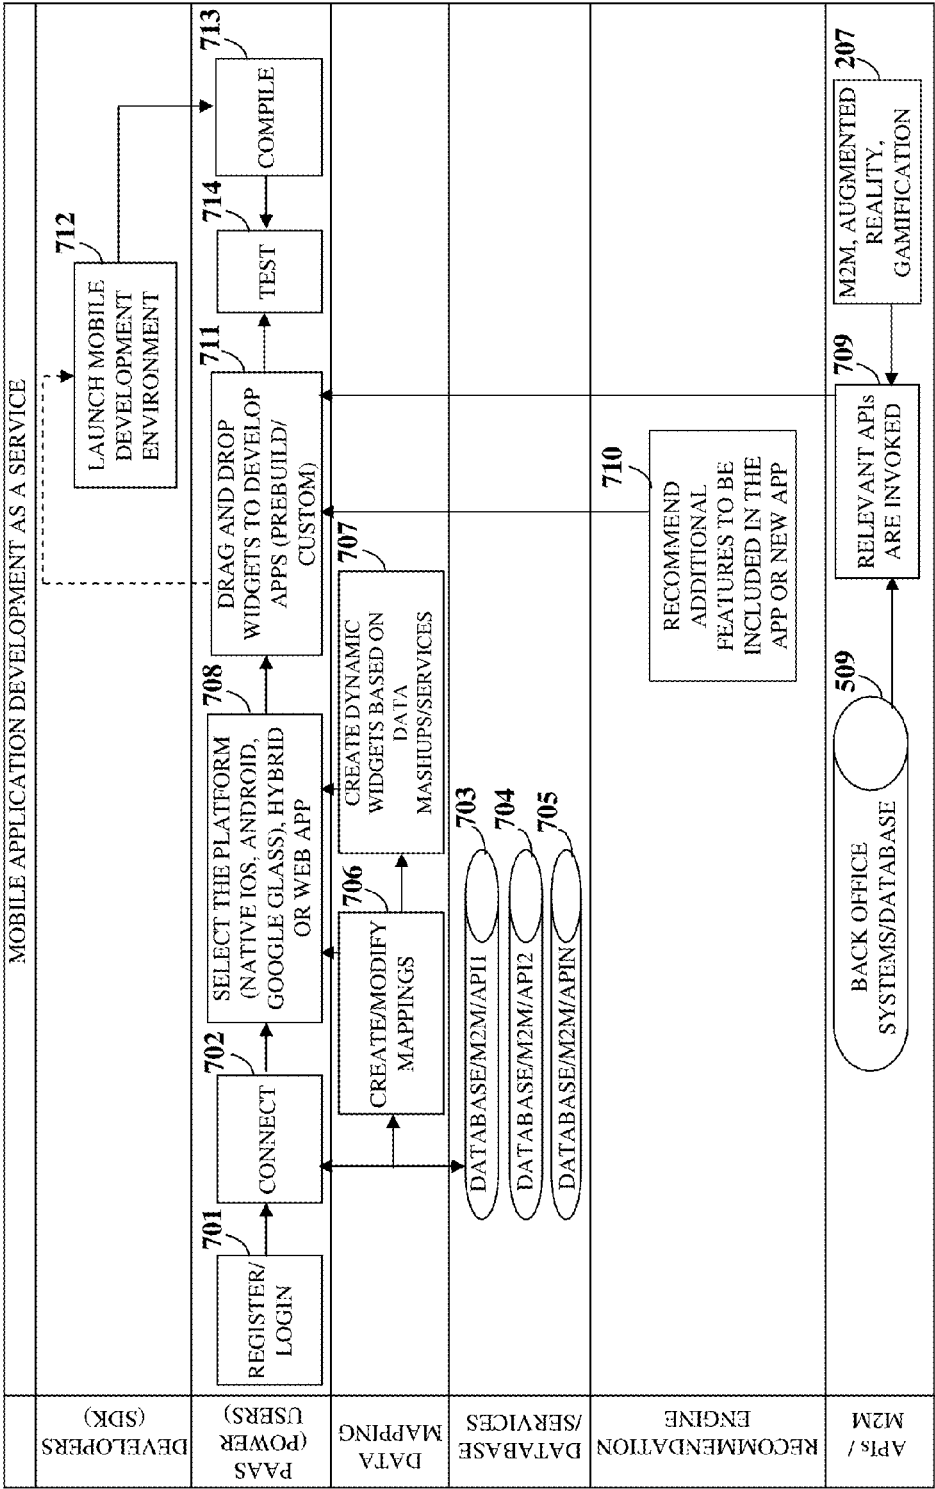 MOBILE APPLICATION DEVELOPMENT AS A SERVICE
DEVELOPERS
(SDK)
712
LAUNCH MOBILE
DEVELOPMENT
ENVIRONMENT
PAAS
(POWER
USERS)
701
REGISTER/
LOGIN
702
CONNECT
708
SELECT THE PLATFORM
(NATIVE IOS, ANDROID,
GOOGLE GLASS), HYBRID
OR WEB APP
711
DRAG AND DROP
WIDGETS TO DEVELOP
APPS (PREBUILD/
CUSTOM)
714
TEST
713
COMPILE
DATA
MAPPING
706
CREATE/MODIFY
MAPPINGS
707
CREATE DYNAMIC
WIDGETS BASED ON
DATA
MASHUPS/SERVICES
DATABASE
/SERVICES
703
DATABASE/M2M/API1
704
DATABASE/M2M/API2
705
DATABASE/M2M/APIN
RECOMMENDATION
ENGINE
710
RECOMMEND
ADDITIONAL
FEATURES TO BE
INCLUDED IN THE
APP OR NEW APP
APIs /
M2M
509
BACK OFFICE
SYSTEMS/DATABASE
709
RELEVANT APIs
ARE INVOKED
207
M2M, AUGMENTED
REALITY,
GAMIFICATION